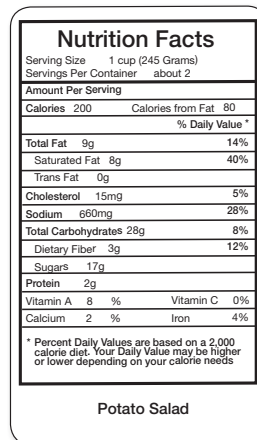 Nutrition Facts
Serving Size 1 cup (245 Grams)
Servings Per Container about 2
Amount Per Serving
Calories 200 Calories from Fat 80
% Daily Value *
Total Fat 9g 14%
Saturated Fat 8g 40%
Trans Fat 0g
Cholesterol 15mg 5%
Sodium 660mg 28%
Total Carbohydrates 28g 8%
Dietary Fiber 3g 12%
Sugars 17g
Protein 2g
Vitamin A 8 % Vitamin C 0%
Calcium 2 % Iron 4%
* Percent Daily Values are based on a 2,000
calorie diet. Your Daily Value may be higher
or lower depending on your calorie needs
Potato Salad